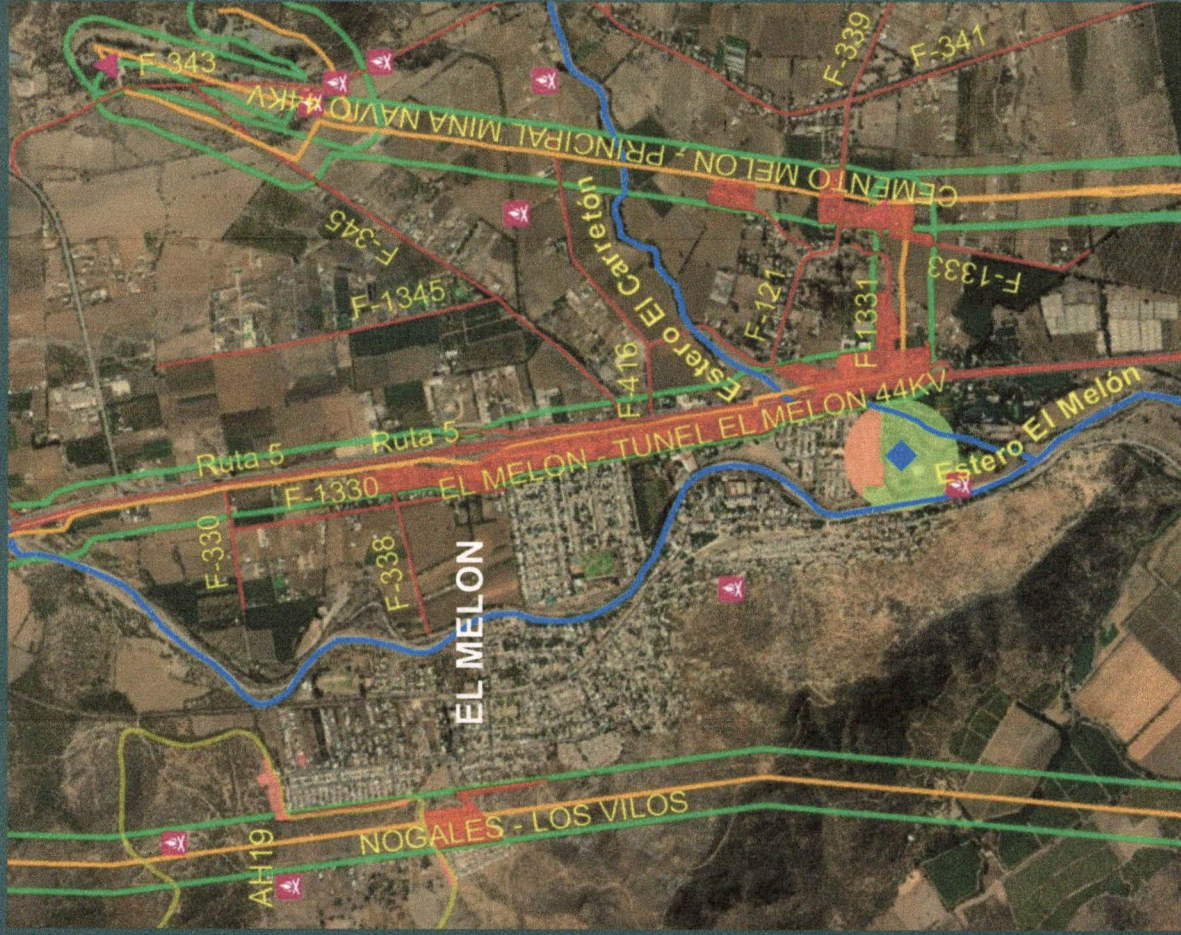 F-343
F-339
F-341
CEMENTO MELON - PRINCIPAL MINA NAVIO 44KV
F-345
F-1345
Estero El Carretón
F-121
F-1333
F-1331
F-416
Ruta 5
Ruta 5
EL MELON - TUNEL EL MELON 44KV
F-1330
Estero El Melón
F-330
F-338
EL MELON
NOGALES - LOS VILOS
AH19